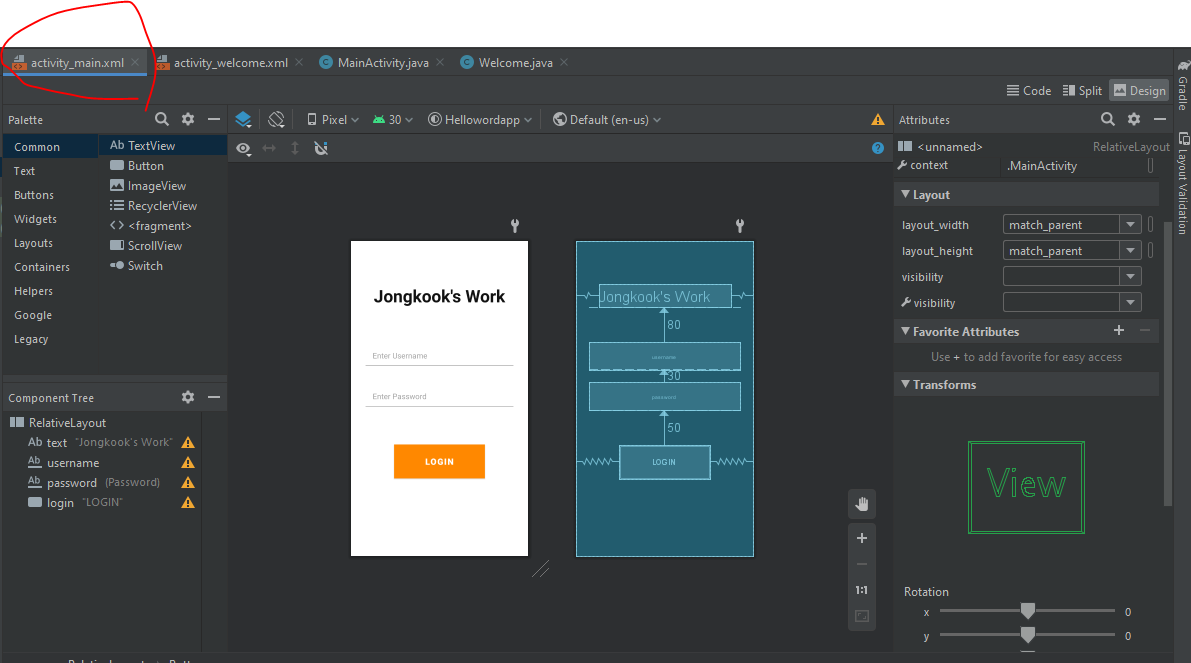 activity_main.xml activity_welcome.xml MainActivity.java Welcome.java
Code Split Design
Palette Pixel 30 Hellowordapp Default (en-us) Attributes
Common
Text
Buttons
Widgets
Layouts
Containers
Helpers
Google
Legacy
Ab TextView
Button
ImageView
RecyclerView
<fragment>
ScrollView
Switch
Component Tree
RelativeLayout
Ab text "Jongkook's Work"
Ab username
Ab password (Password)
login "LOGIN"
Jongkook's Work
Enter Username
Enter Password
LOGIN
Jongkook's Work
80
username
30
password
50
LOGIN
1:1
<unnamed> RelativeLayout
context .MainActivity
Layout
layout_width match_parent
layout_height match_parent
visibility
visibility
Favorite Attributes
Use + to add favorite for easy access
Transforms
View
Rotation
x 0
y 0
Gradle
Layout Validation